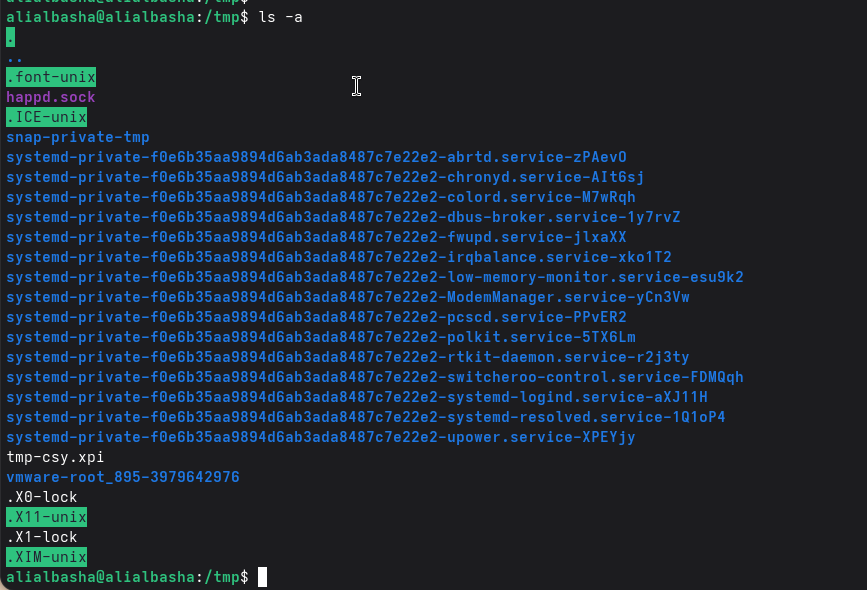 alialbasha@alialbasha:/tmp$ ls -a
.
..
.font-unix
happd.sock
.ICE-unix
snap-private-tmp
systemd-private-f0e6b35aa9894d6ab3ada8487c7e22e2-abrtd.service-zPAevO
systemd-private-f0e6b35aa9894d6ab3ada8487c7e22e2-chronyd.service-AIt6sj
systemd-private-f0e6b35aa9894d6ab3ada8487c7e22e2-colord.service-M7wRqh
systemd-private-f0e6b35aa9894d6ab3ada8487c7e22e2-dbus-broker.service-1y7rvZ
systemd-private-f0e6b35aa9894d6ab3ada8487c7e22e2-fwupd.service-jlxaXX
systemd-private-f0e6b35aa9894d6ab3ada8487c7e22e2-irqbalance.service-xko1T2
systemd-private-f0e6b35aa9894d6ab3ada8487c7e22e2-low-memory-monitor.service-esu9k2
systemd-private-f0e6b35aa9894d6ab3ada8487c7e22e2-ModemManager.service-yCn3Vw
systemd-private-f0e6b35aa9894d6ab3ada8487c7e22e2-pcscd.service-PPvER2
systemd-private-f0e6b35aa9894d6ab3ada8487c7e22e2-polkit.service-5TX6Lm
systemd-private-f0e6b35aa9894d6ab3ada8487c7e22e2-rtkit-daemon.service-r2j3ty
systemd-private-f0e6b35aa9894d6ab3ada8487c7e22e2-switcheroo-control.service-FDMQqh
systemd-private-f0e6b35aa9894d6ab3ada8487c7e22e2-systemd-logind.service-aXJ11H
systemd-private-f0e6b35aa9894d6ab3ada8487c7e22e2-systemd-resolved.service-1Q1oP4
systemd-private-f0e6b35aa9894d6ab3ada8487c7e22e2-upower.service-XPEYjy
tmp-csy.xpi
vmware-root_895-3979642976
.X0-lock
.X11-unix
.X1-lock
.XIM-unix
alialbasha@alialbasha:/tmp$